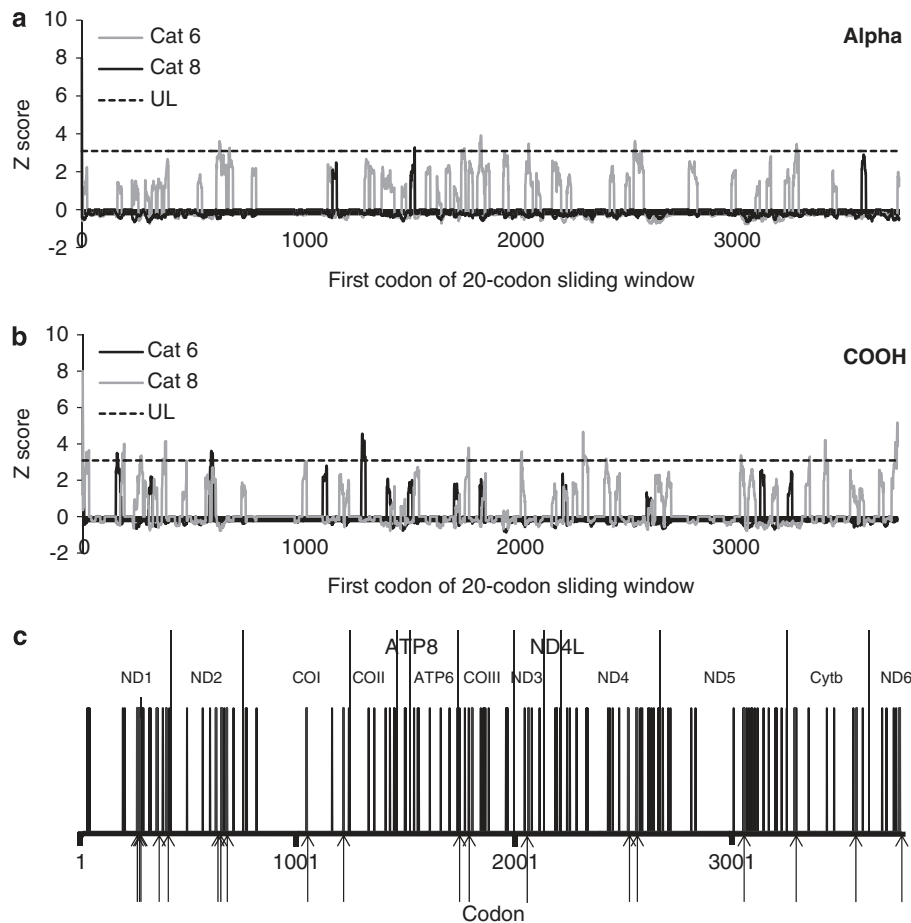 a
Alpha
10
8
6
4
2
0
-2
Z score
Cat 6
Cat 8
UL
0
1000
2000
3000
First codon of 20-codon sliding window
b
COOH
10
8
6
4
2
0
-2
Z score
Cat 6
Cat 8
UL
0
1000
2000
3000
First codon of 20-codon sliding window
c
ATP8 ND4L
ND1 ND2 COI COII ATP6 COIII ND3 ND4 ND5 Cytb ND6
1 1001 2001 3001
Codon